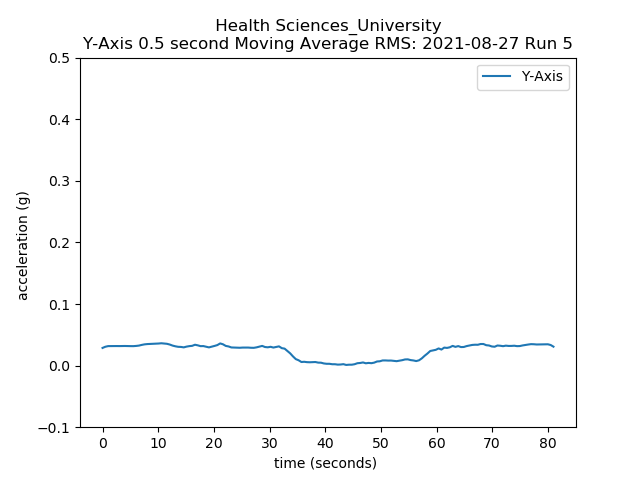 Health Sciences_University
Y-Axis 0.5 second Moving Average RMS: 2021-08-27 Run 5
0.5
Y-Axis
0.4
0.3
acceleration (g)
0.2
0.1
0.0
−0.1
0 10 20 30 40 50 60 70 80
time (seconds)